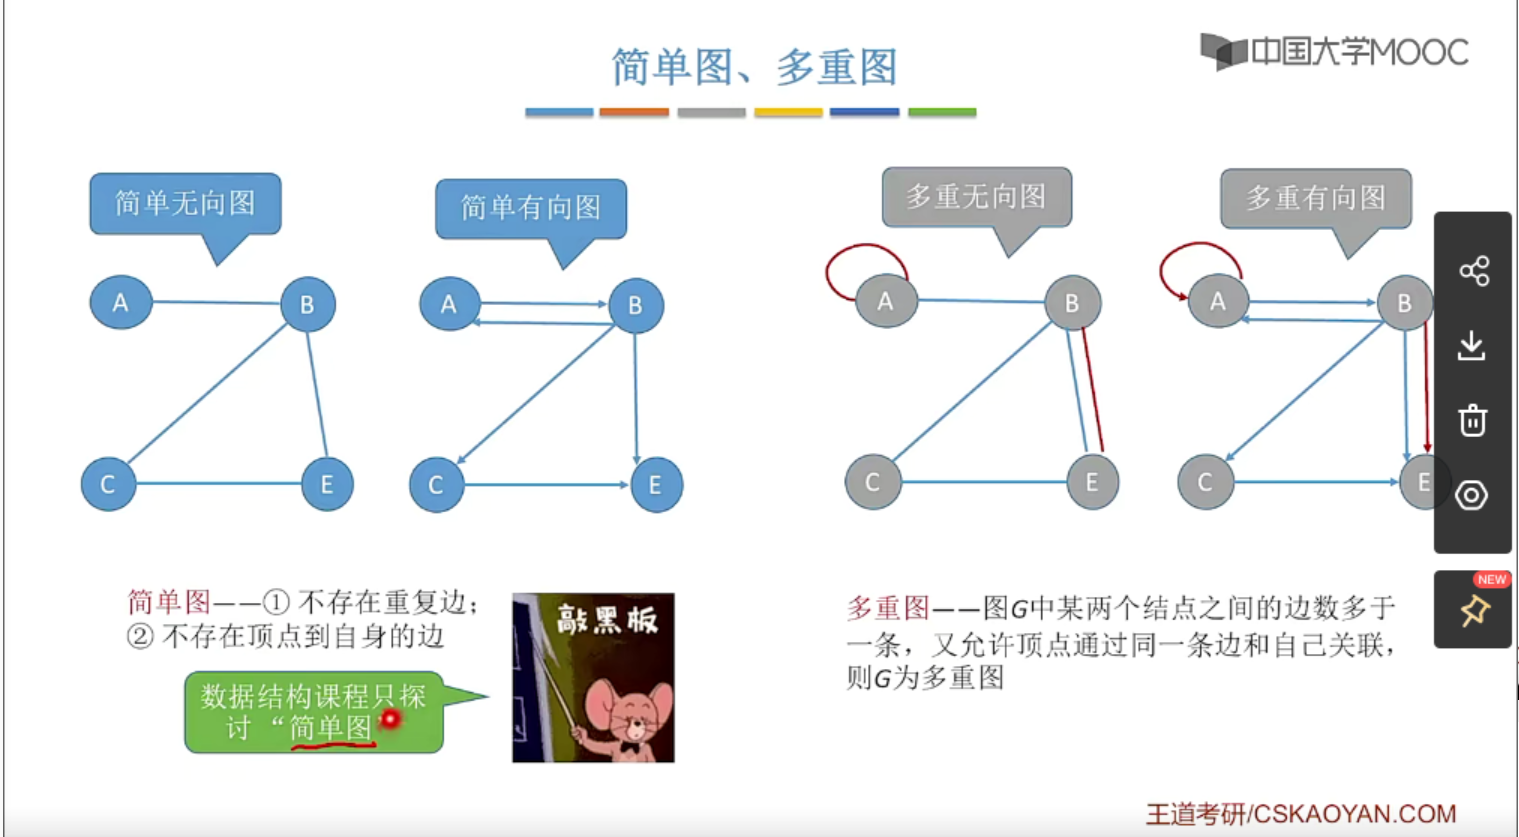 简单图、多重图
中国大学MOOC
简单无向图
简单有向图
多重无向图
多重有向图
A
B
C
E
A
B
C
E
A
B
C
E
A
B
C
E
NEW
简单图——① 不存在重复边；
② 不存在顶点到自身的边
敲黑板
数据结构课程只探
讨 “简单图”
多重图——图G中某两个结点之间的边数多于
一条，又允许顶点通过同一条边和自己关联，
则G为多重图
王道考研/CSKAOYAN.COM